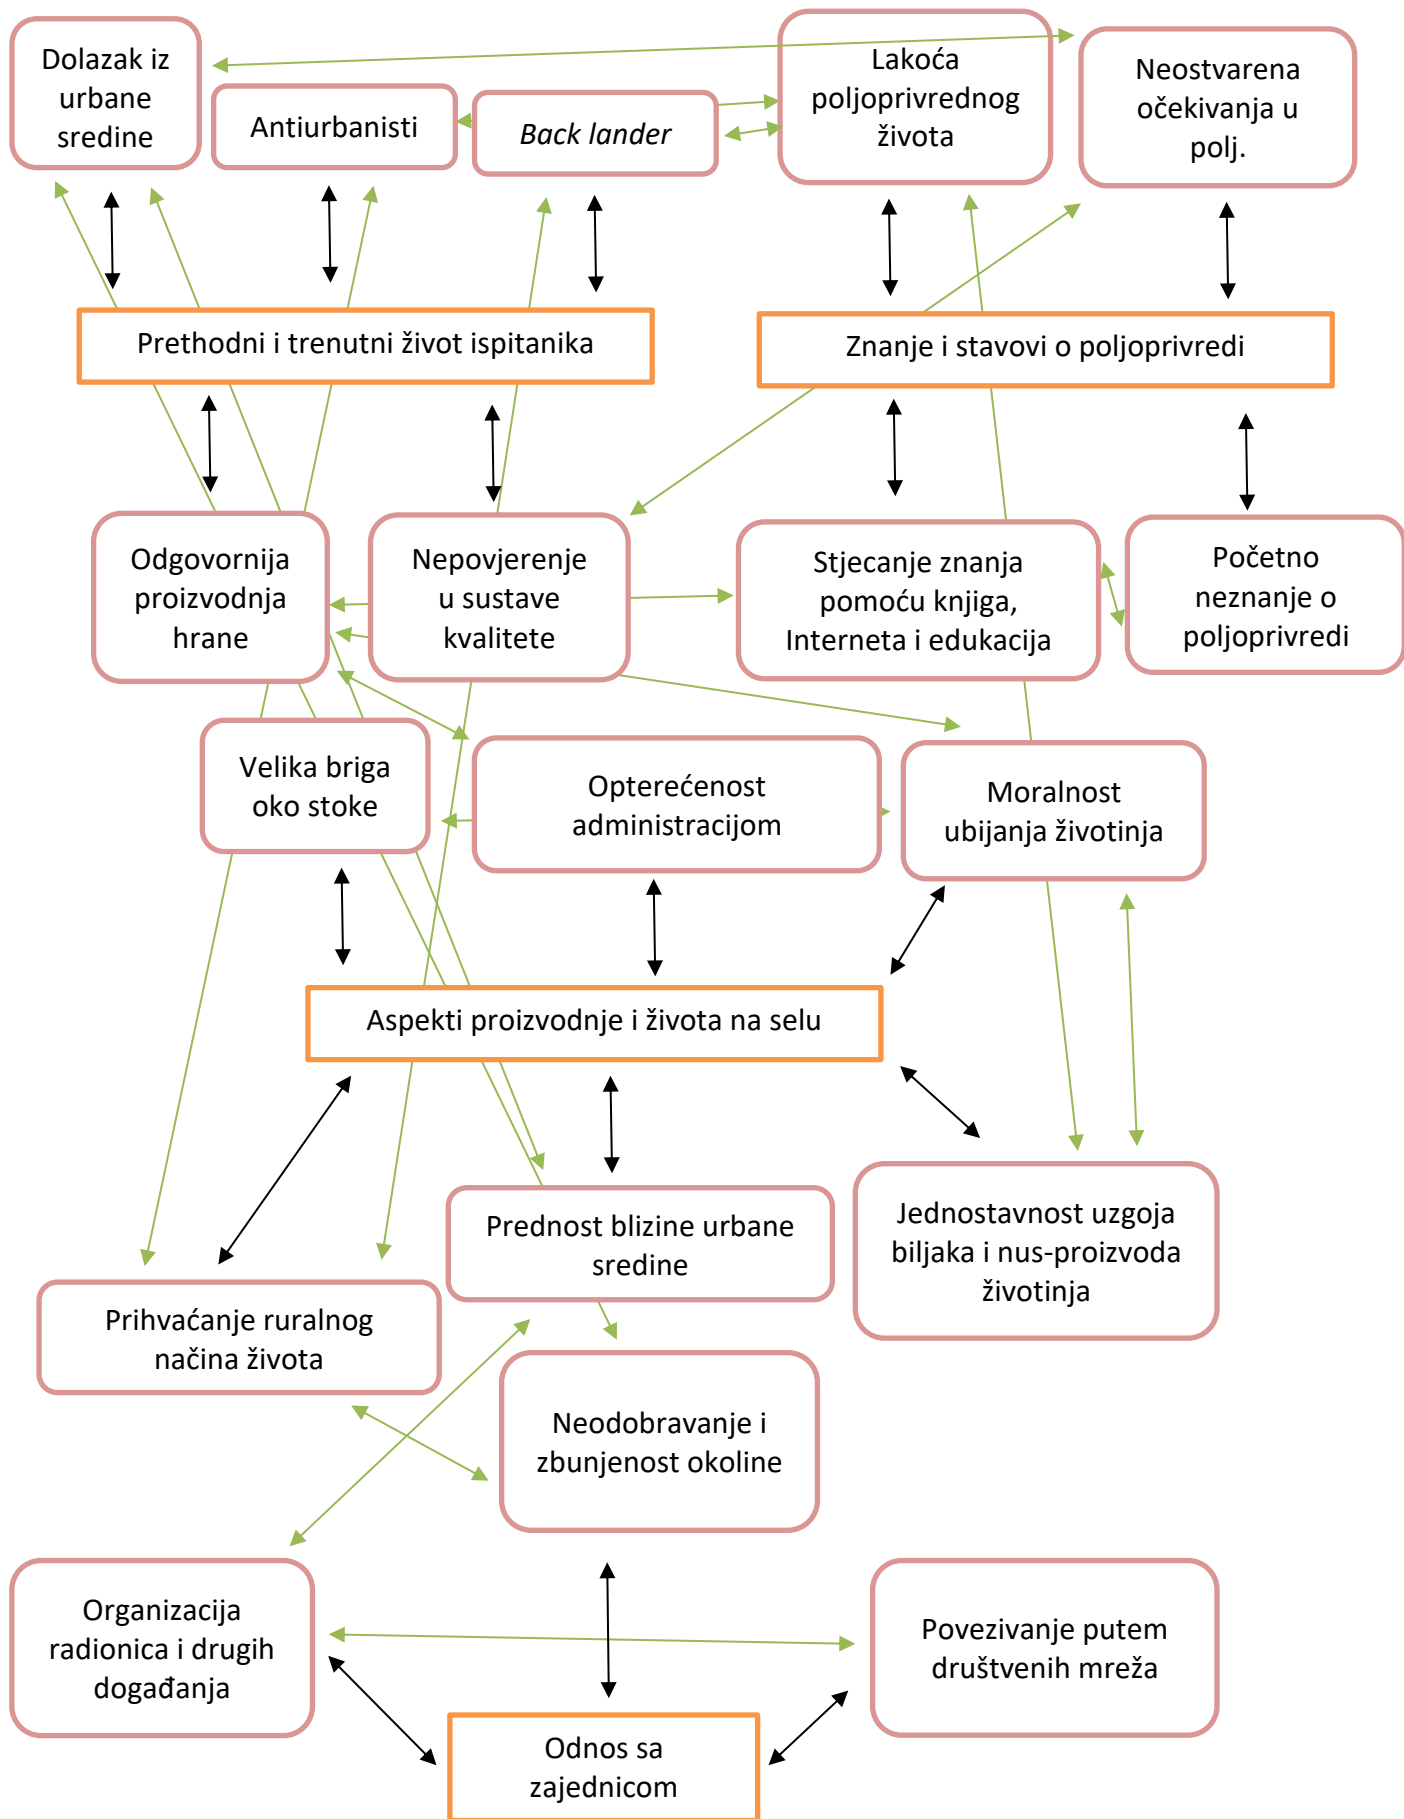 Dolazak iz
urbane
sredine
Antiurbanisti
Back lander
Lakoća
poljoprivrednog
života
Neostvarena
očekivanja u
polj.
Prethodni i trenutni život ispitanika
Znanje i stavovi o poljoprivredi
Odgovornija
proizvodnja
hrane
Nepovjerenje
u sustave
kvalitete
Stjecanje znanja
pomoću knjiga,
Interneta i edukacija
Početno
neznanje o
poljoprivredi
Velika briga
oko stoke
Opterećenost
administracijom
Moralnost
ubijanja životinja
Aspekti proizvodnje i života na selu
Prednost blizine urbane
sredine
Jednostavnost uzgoja
biljaka i nus-proizvoda
životinja
Prihvaćanje ruralnog
načina života
Neodobravanje i
zbunjenost okoline
Organizacija
radionica i drugih
događanja
Povezivanje putem
društvenih mreža
Odnos sa
zajednicom